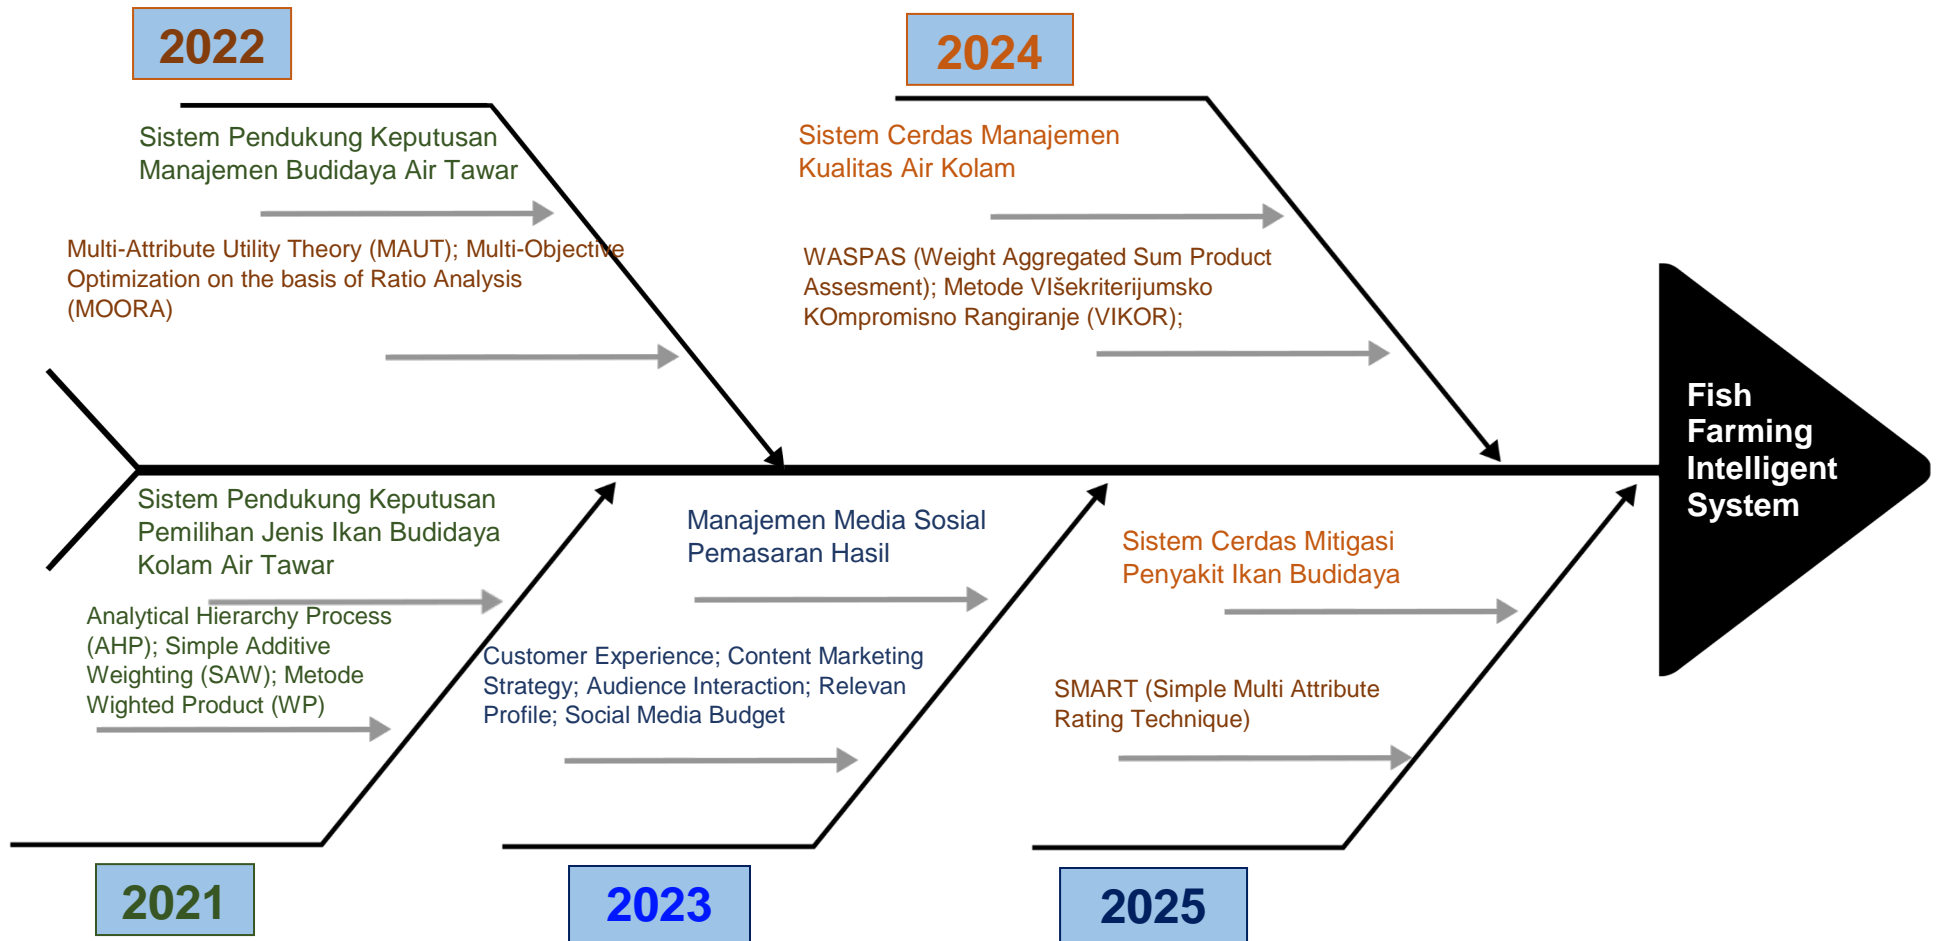 2022
Sistem Pendukung Keputusan
Manajemen Budidaya Air Tawar
Multi-Attribute Utility Theory (MAUT); Multi-Objective
Optimization on the basis of Ratio Analysis
(MOORA)
2024
Sistem Cerdas Manajemen
Kualitas Air Kolam
WASPAS (Weight Aggregated Sum Product
Assesment); Metode VIšekriterijumsko
KOmpromisno Rangiranje (VIKOR);
Fish
Farming
Intelligent
System
Sistem Pendukung Keputusan
Pemilihan Jenis Ikan Budidaya
Kolam Air Tawar
Analytical Hierarchy Process
(AHP); Simple Additive
Weighting (SAW); Metode
Wighted Product (WP)
2021
Manajemen Media Sosial
Pemasaran Hasil
Customer Experience; Content Marketing
Strategy; Audience Interaction; Relevan
Profile; Social Media Budget
2023
Sistem Cerdas Mitigasi
Penyakit Ikan Budidaya
SMART (Simple Multi Attribute
Rating Technique)
2025